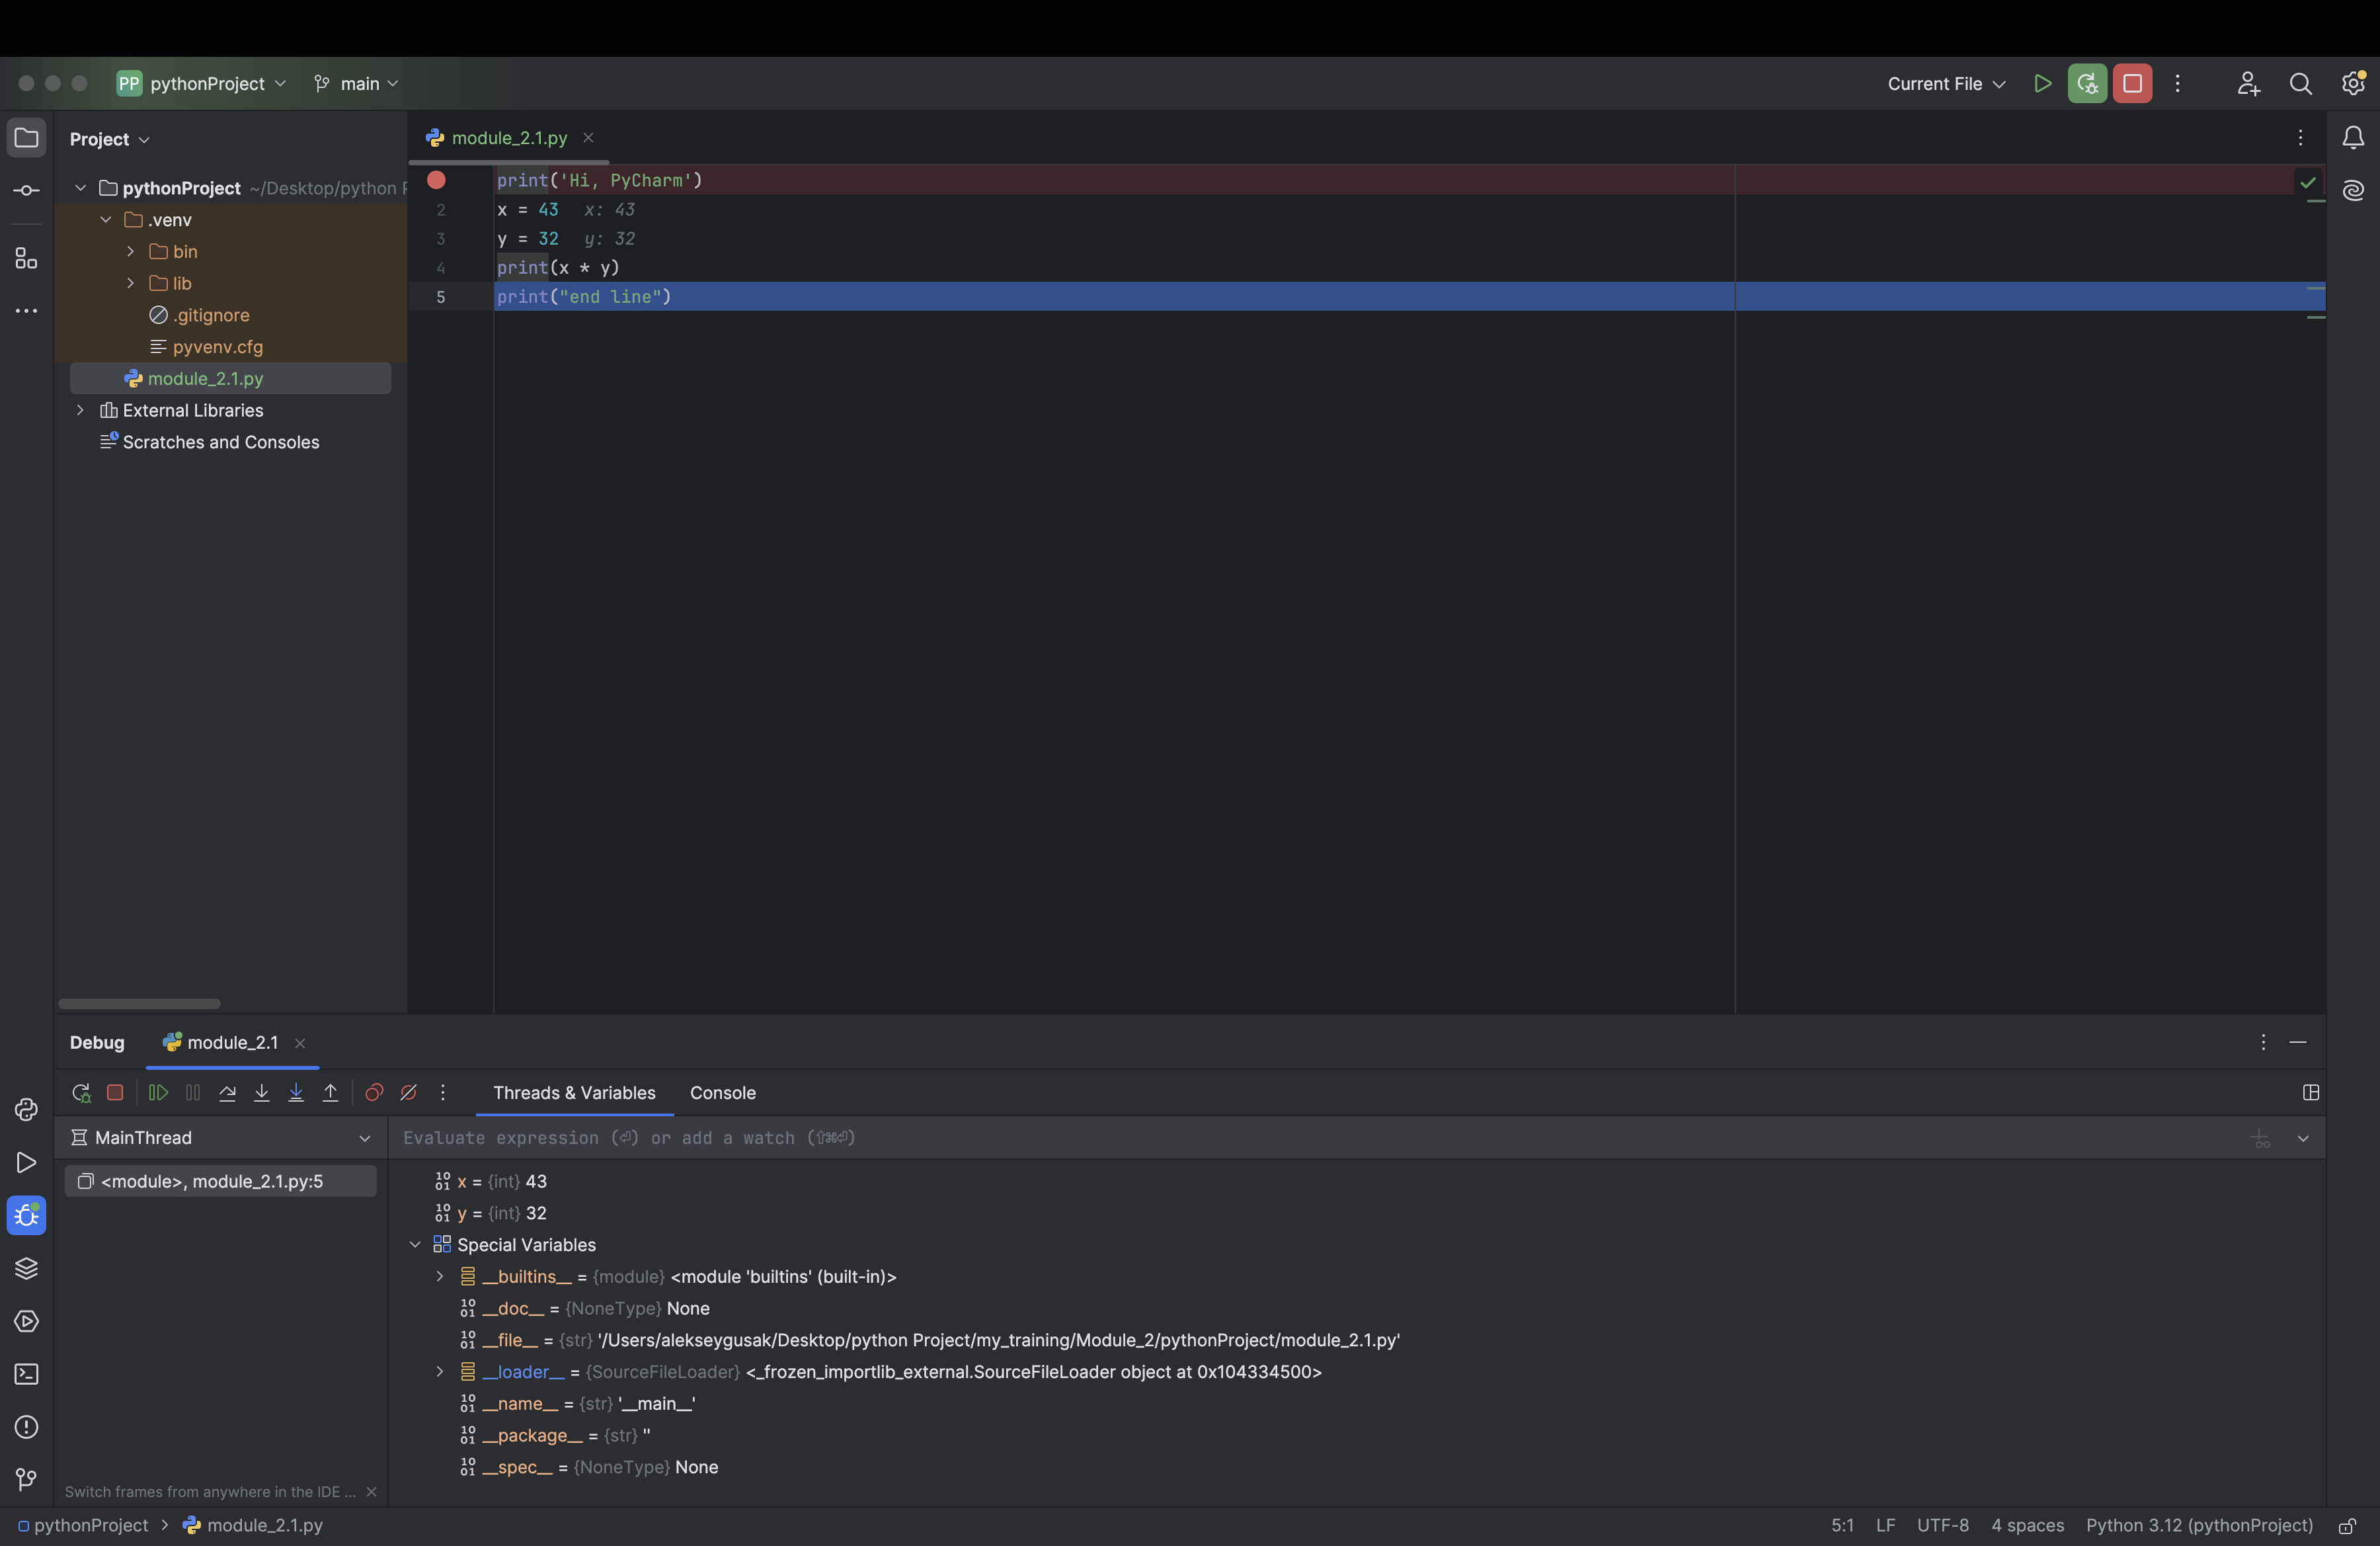 PP pythonProject main Current File
Project
module_2.1.py
pythonProject ~/Desktop/python
.venv
bin
lib
.gitignore
pyvenv.cfg
module_2.1.py
External Libraries
Scratches and Consoles
print('Hi, PyCharm')
2 x = 43 x: 43
3 y = 32 y: 32
4 print(x * y)
5 print("end line")
Debug module_2.1
Threads & Variables Console
MainThread
Evaluate expression (⏎) or add a watch (⇧⌘⏎)
<module>, module_2.1.py:5
x = {int} 43
y = {int} 32
Special Variables
__builtins__ = {module} <module 'builtins' (built-in)>
__doc__ = {NoneType} None
__file__ = {str} '/Users/alekseygusak/Desktop/python Project/my_training/Module_2/pythonProject/module_2.1.py'
__loader__ = {SourceFileLoader} <_frozen_importlib_external.SourceFileLoader object at 0x104334500>
__name__ = {str} '__main__'
__package__ = {str} ''
__spec__ = {NoneType} None
Switch frames from anywhere in the IDE ...
pythonProject > module_2.1.py
5:1 LF UTF-8 4 spaces Python 3.12 (pythonProject)